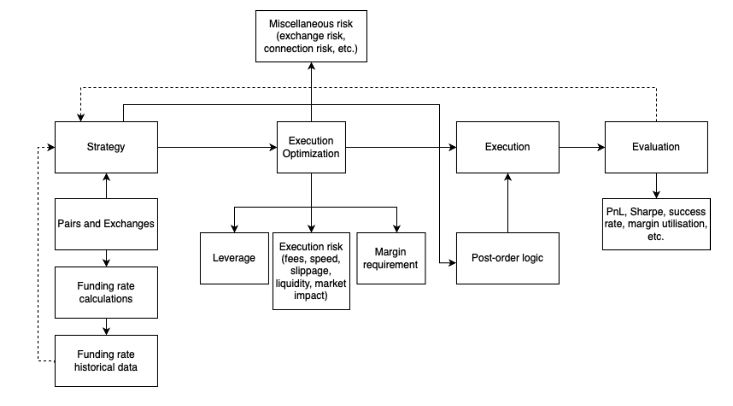 Miscellaneous risk
(exchange risk,
connection risk, etc.)
Strategy
Execution
Optimization
Execution
Evaluation
Pairs and Exchanges
PnL, Sharpe, success
rate, margin utilisation,
etc.
Leverage
Execution risk
(fees, speed,
slippage,
liquidity, market
impact)
Margin
requirement
Post-order logic
Funding rate
calculations
Funding rate
historical data